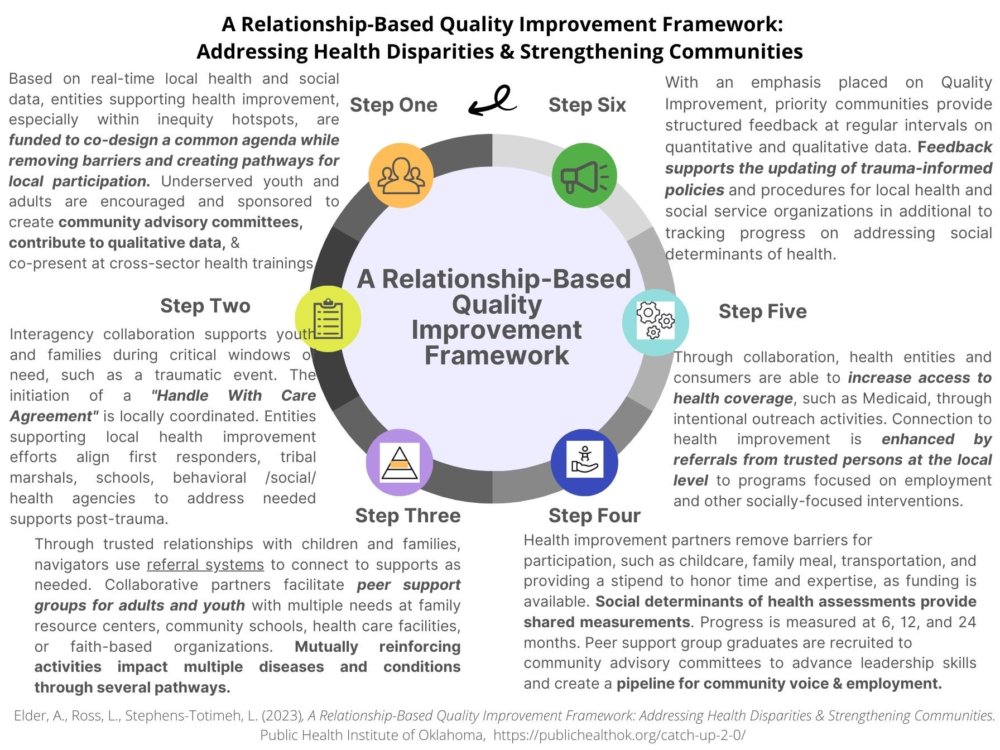 A Relationship-Based Quality Improvement Framework:
Addressing Health Disparities & Strengthening Communities
Step One
Based on real-time local health and social
data, entities supporting health improvement,
especially within inequity hotspots, are
funded to co-design a common agenda while
removing barriers and creating pathways for
local participation. Underserved youth and
adults are encouraged and sponsored to
create community advisory committees,
contribute to qualitative data, &
co-present at cross-sector health trainings.
Step Two
Interagency collaboration supports youth
and families during critical windows of
need, such as a traumatic event. The
initiation of a "Handle With Care
Agreement" is locally coordinated. Entities
supporting local health improvement
efforts align first responders, tribal
marshals, schools, behavioral /social/
health agencies to address needed
supports post-trauma.
Step Three
Through trusted relationships with children and families,
navigators use referral systems to connect to supports as
needed. Collaborative partners facilitate peer support
groups for adults and youth with multiple needs at family
resource centers, community schools, health care facilities,
or faith-based organizations. Mutually reinforcing
activities impact multiple diseases and conditions
through several pathways.
Step Four
Health improvement partners remove barriers for
participation, such as childcare, family meal, transportation, and
providing a stipend to honor time and expertise, as funding is
available. Social determinants of health assessments provide
shared measurements. Progress is measured at 6, 12, and 24
months. Peer support group graduates are recruited to
community advisory committees to advance leadership skills
and create a pipeline for community voice & employment.
Step Five
Through collaboration, health entities and
consumers are able to increase access to
health coverage, such as Medicaid, through
intentional outreach activities. Connection to
health improvement is enhanced by
referrals from trusted persons at the local
level to programs focused on employment
and other socially-focused interventions.
Step Six
With an emphasis placed on Quality
Improvement, priority communities provide
structured feedback at regular intervals on
quantitative and qualitative data. Feedback
supports the updating of trauma-informed
policies and procedures for local health and
social service organizations in additional to
tracking progress on addressing social
determinants of health.
A Relationship-Based
Quality
Improvement
Framework
Elder, A., Ross, L., Stephens-Totimeh, L. (2023), A Relationship-Based Quality Improvement Framework: Addressing Health Disparities & Strengthening Communities.
Public Health Institute of Oklahoma, https://publichealthok.org/catch-up-2-0/